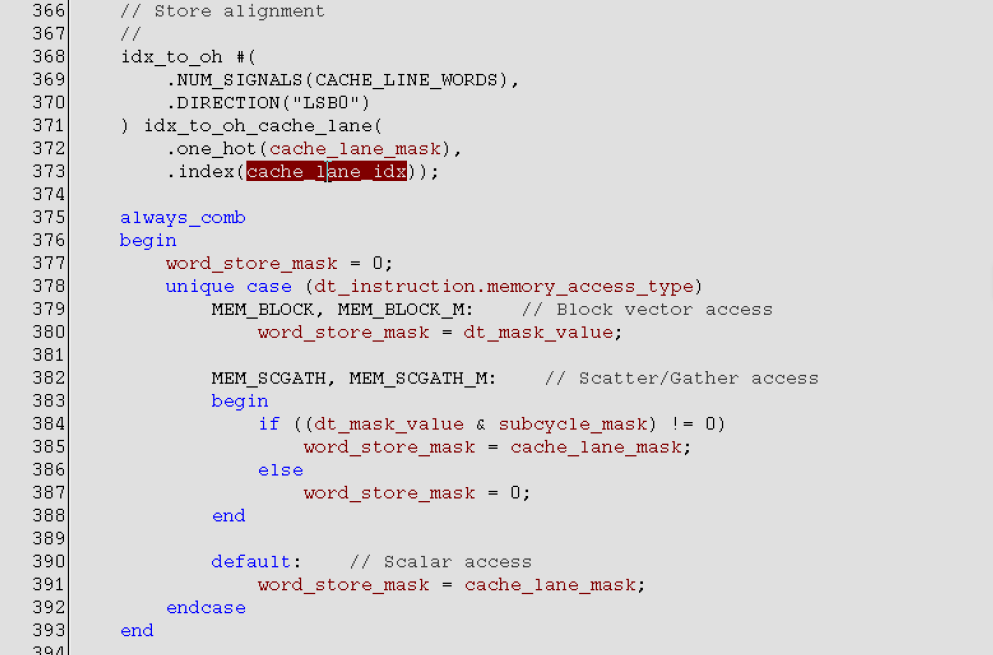 366 // Store alignment
367 //
368 idx_to_oh #(
369 .NUM_SIGNALS(CACHE_LINE_WORDS),
370 .DIRECTION("LSB0")
371 ) idx_to_oh_cache_lane(
372 .one_hot(cache_lane_mask),
373 .index(cache_lane_idx));
374
375 always_comb
376 begin
377 word_store_mask = 0;
378 unique case (dt_instruction.memory_access_type)
379 MEM_BLOCK, MEM_BLOCK_M: // Block vector access
380 word_store_mask = dt_mask_value;
381
382 MEM_SCGATH, MEM_SCGATH_M: // Scatter/Gather access
383 begin
384 if ((dt_mask_value & subcycle_mask) != 0)
385 word_store_mask = cache_lane_mask;
386 else
387 word_store_mask = 0;
388 end
389
390 default: // Scalar access
391 word_store_mask = cache_lane_mask;
392 endcase
393 end
394